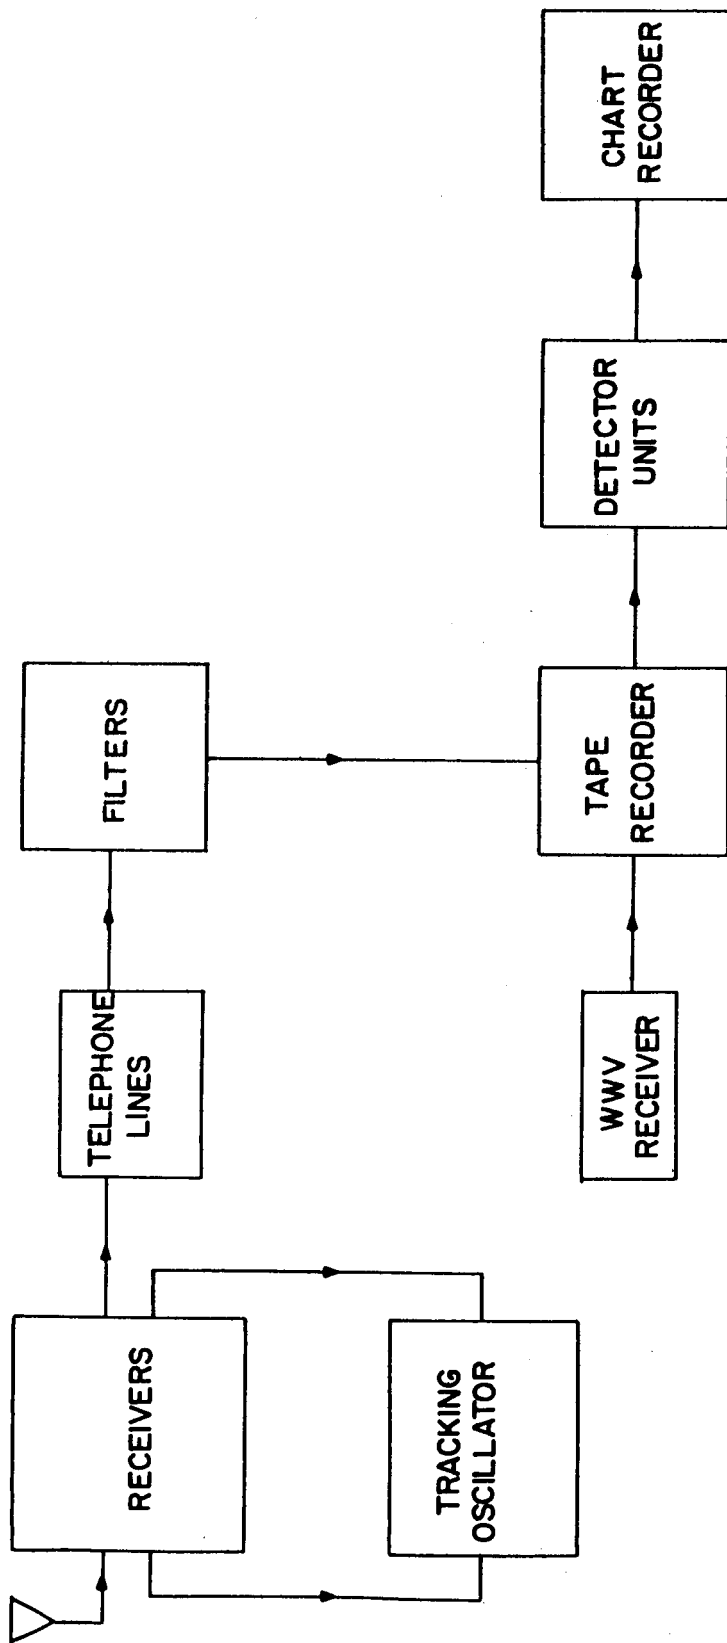 RECEIVERS
TELEPHONE
LINES
FILTERS
TRACKING
OSCILLATOR
WWV
RECEIVER
TAPE
RECORDER
DETECTOR
UNITS
CHART
RECORDER